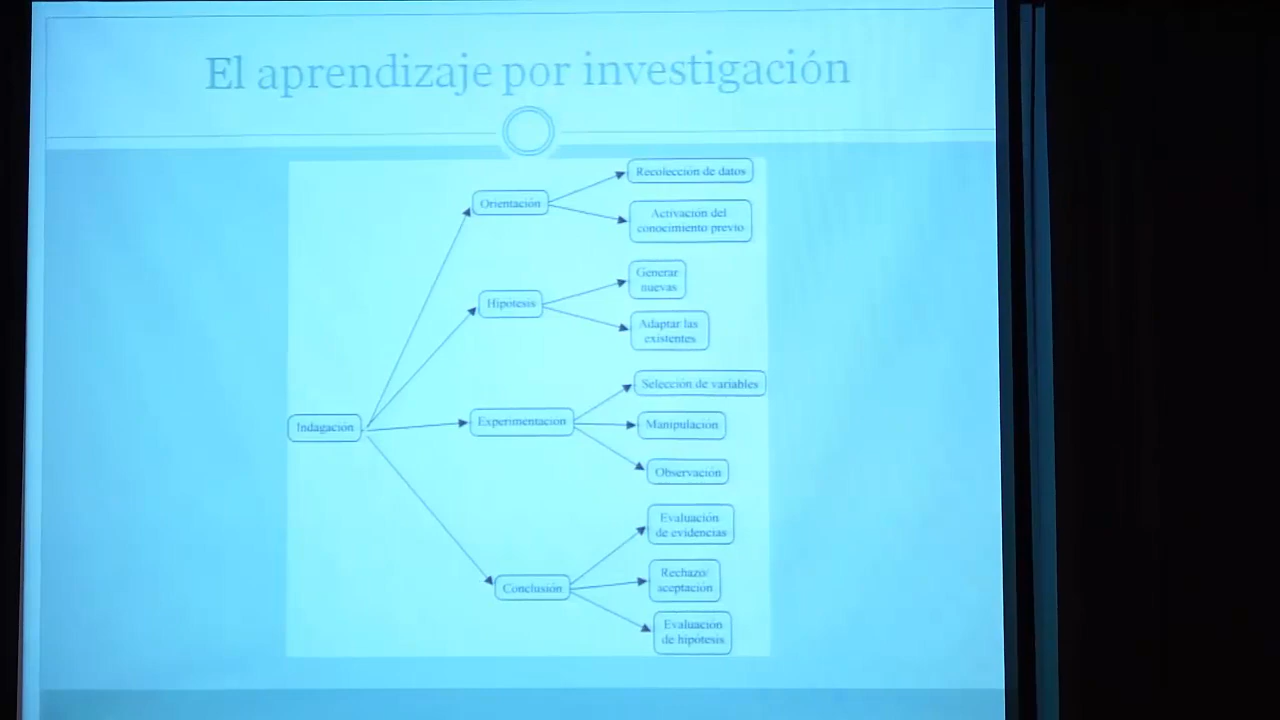 El aprendizaje por investigación
Recolección de datos
Orientación
Activación del
conocimiento previo
Generar
nuevas
Hipótesis
Adaptar las
existentes
Selección de variables
Indagación
Experimentación
Manipulación
Observación
Evaluación
de evidencias
Rechazo/
aceptación
Conclusión
Evaluación
de hipótesis